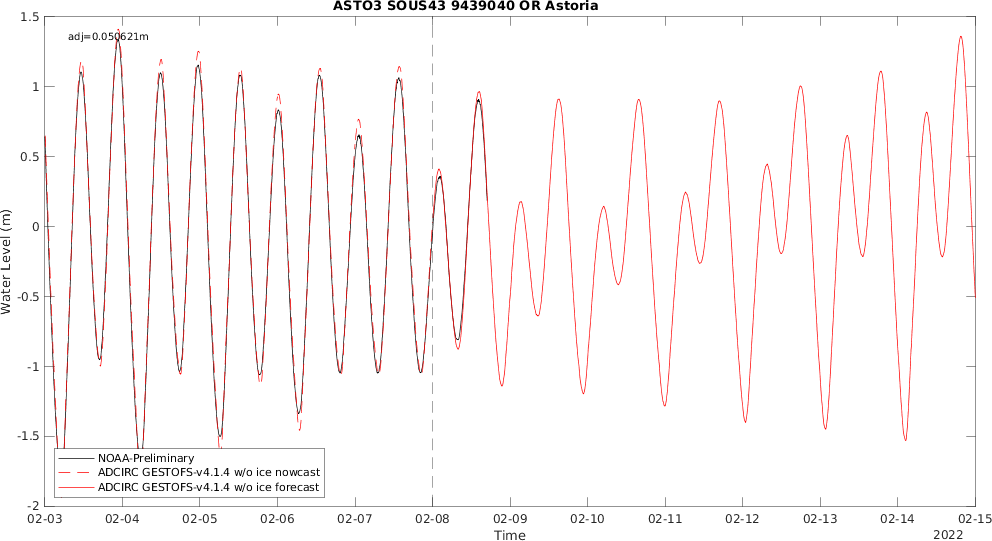 ASTO3 SOUS43 9439040 OR Astoria
adj=0.050621m
1.5
1
0.5
0
-0.5
-1
-1.5
-2
Water Level (m)
NOAA-Preliminary
ADCIRC GESTOFS-v4.1.4 w/o ice nowcast
ADCIRC GESTOFS-v4.1.4 w/o ice forecast
02-03 02-04 02-05 02-06 02-07 02-08 02-09 02-10 02-11 02-12 02-13 02-14 02-15
Time
2022